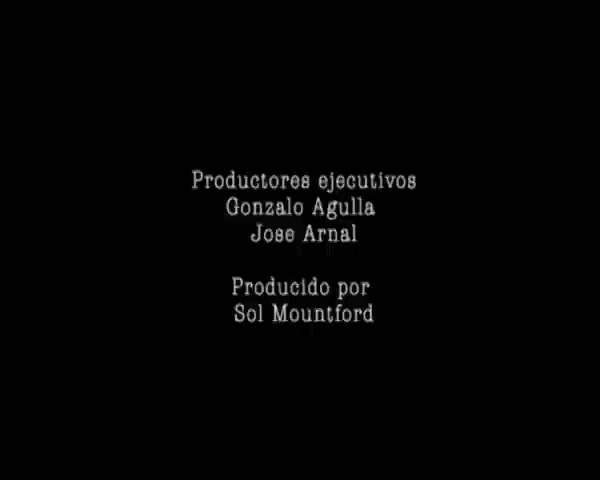 Productores ejecutivos
Gonzalo Agulla
Jose Arnal
Producido por
Sol Mountford